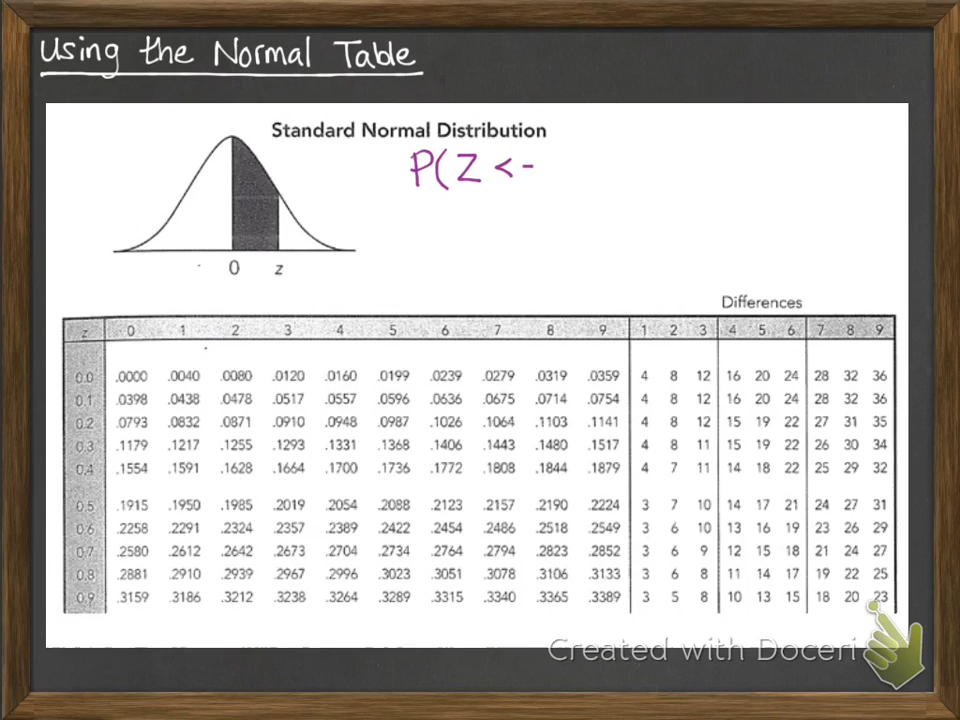 Using the Normal Table
Standard Normal Distribution
P(Z < -
0 z
Differences
z 0 1 2 3 4 5 6 7 8 9 1 2 3 4 5 6 7 8 9
0.0 .0000 .0040 .0080 .0120 .0160 .0199 .0239 .0279 .0319 .0359 4 8 12 16 20 24 28 32 36
0.1 .0398 .0438 .0478 .0517 .0557 .0596 .0636 .0675 .0714 .0754 4 8 12 16 20 24 28 32 36
0.2 .0793 .0832 .0871 .0910 .0948 .0987 .1026 .1064 .1103 .1141 4 8 12 15 19 22 27 31 35
0.3 .1179 .1217 .1255 .1293 .1331 .1368 .1406 .1443 .1480 .1517 4 8 11 15 19 22 26 30 34
0.4 .1554 .1591 .1628 .1664 .1700 .1736 .1772 .1808 .1844 .1879 4 7 11 14 18 22 25 29 32
0.5 .1915 .1950 .1985 .2019 .2054 .2088 .2123 .2157 .2190 .2224 3 7 10 14 17 21 24 27 31
0.6 .2258 .2291 .2324 .2357 .2389 .2422 .2454 .2486 .2518 .2549 3 6 10 13 16 19 23 26 29
0.7 .2580 .2612 .2642 .2673 .2704 .2734 .2764 .2794 .2823 .2852 3 6 9 12 15 18 21 24 27
0.8 .2881 .2910 .2939 .2967 .2996 .3023 .3051 .3078 .3106 .3133 3 6 8 11 14 17 19 22 25
0.9 .3159 .3186 .3212 .3238 .3264 .3289 .3315 .3340 .3365 .3389 3 5 8 10 13 15 18 20 23
Created with Doceri